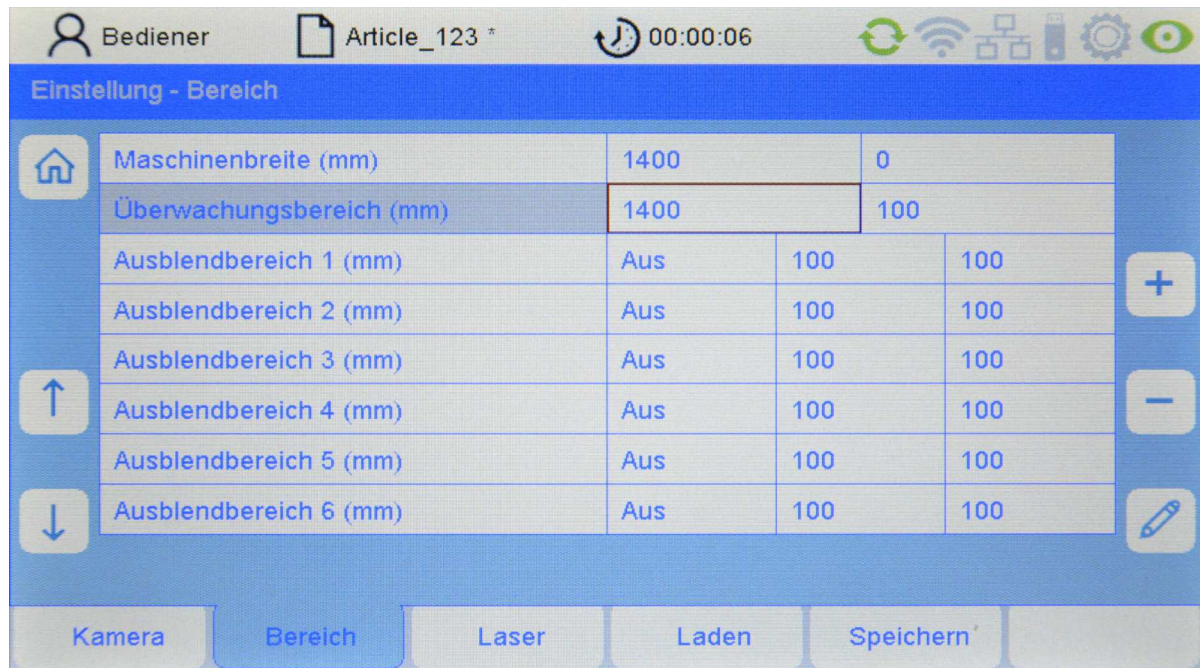 Bediener Article_123 * 00:00:06
Einstellung - Bereich
Maschinenbreite (mm) 1400 0
Überwachungsbereich (mm) 1400 100
Ausblendbereich 1 (mm) Aus 100 100
Ausblendbereich 2 (mm) Aus 100 100
Ausblendbereich 3 (mm) Aus 100 100
Ausblendbereich 4 (mm) Aus 100 100
Ausblendbereich 5 (mm) Aus 100 100
Ausblendbereich 6 (mm) Aus 100 100
Kamera Bereich Laser Laden Speichern